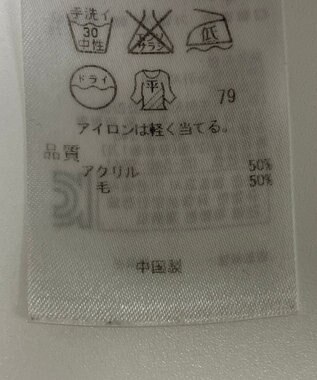 手洗イ
30
中性
エンソ
サラシ
低
ドライ
平
79
アイロンは軽く当てる。
品質
アクリル 50%
毛 50%
中国製